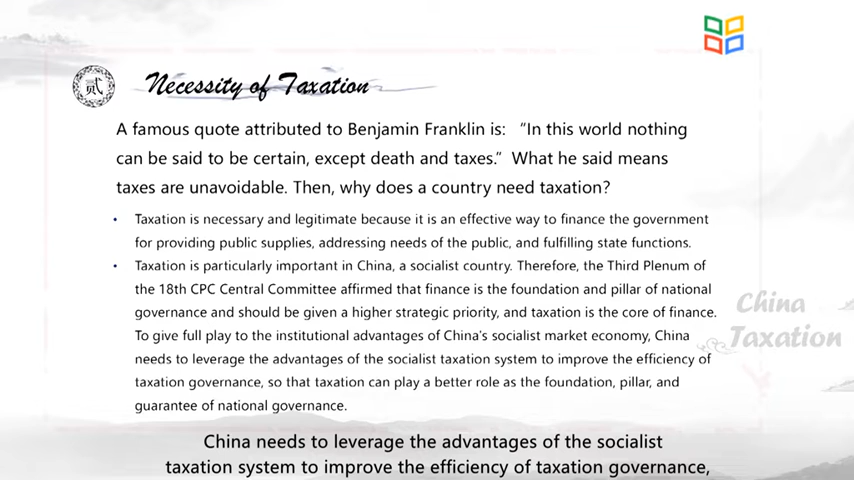 贰
Necessity of Taxation
A famous quote attributed to Benjamin Franklin is: “In this world nothing
can be said to be certain, except death and taxes.” What he said means
taxes are unavoidable. Then, why does a country need taxation?
• Taxation is necessary and legitimate because it is an effective way to finance the government
for providing public supplies, addressing needs of the public, and fulfilling state functions.
• Taxation is particularly important in China, a socialist country. Therefore, the Third Plenum of
the 18th CPC Central Committee affirmed that finance is the foundation and pillar of national
governance and should be given a higher strategic priority, and taxation is the core of finance.
To give full play to the institutional advantages of China's socialist market economy, China
needs to leverage the advantages of the socialist taxation system to improve the efficiency of
taxation governance, so that taxation can play a better role as the foundation, pillar, and
guarantee of national governance.
China
Taxation
China needs to leverage the advantages of the socialist
taxation system to improve the efficiency of taxation governance,